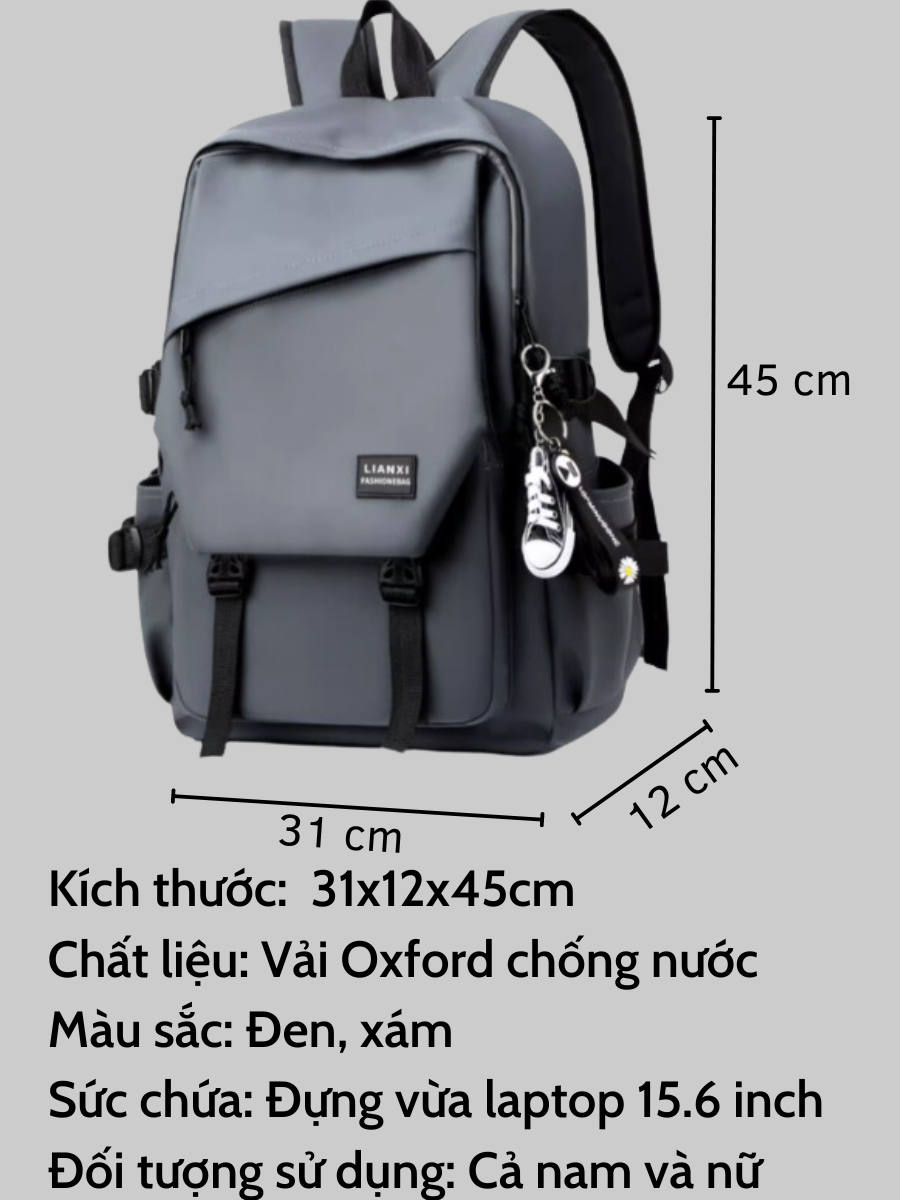 45 cm
LIANXI
FASHIONEBAG
12 cm
31 cm
Kích thước: 31x12x45cm
Chất liệu: Vải Oxford chống nước
Màu sắc: Đen, xám
Sức chứa: Đựng vừa laptop 15.6 inch
Đối tượng sử dụng: Cả nam và nữ